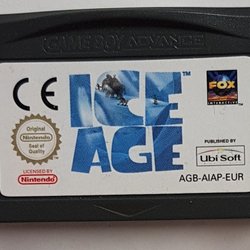 GAME BOY ADVANCE
CE
ICE
AGE
™
FOX
INTERACTIVE
Original
Nintendo
Seal of Quality
LICENSED BY
Nintendo
PUBLISHED BY
Ubi Soft
AGB-AIAP-EUR